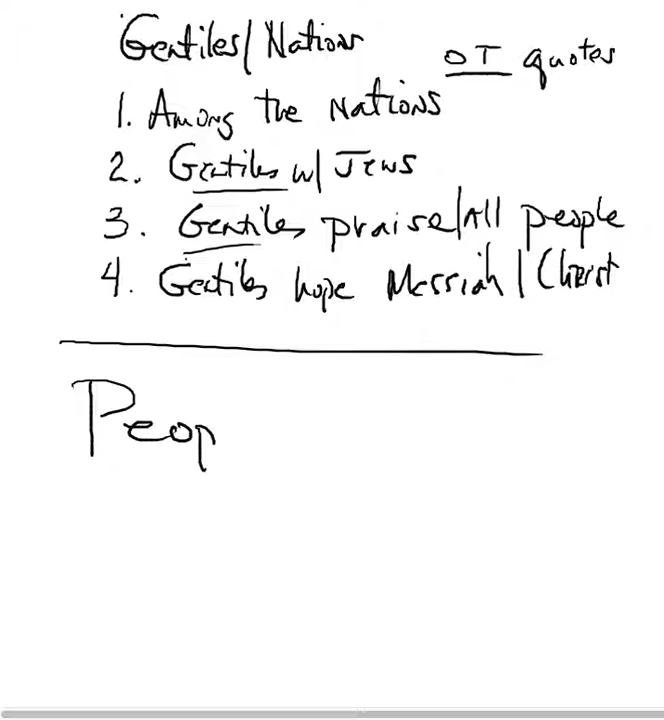 Gentiles/Nations
OT quotes
1. Among the Nations
2. Gentiles w/ Jews
3. Gentiles praise/All people
4. Gentiles hope Messiah/Christ
Peop